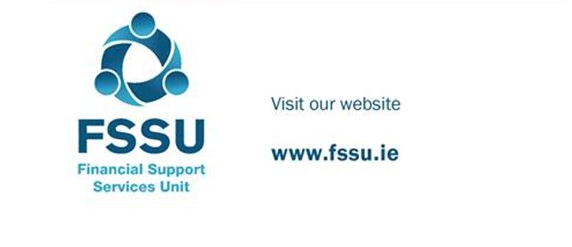 FSSU
Financial Support
Services Unit
Visit our website
www.fssu.ie